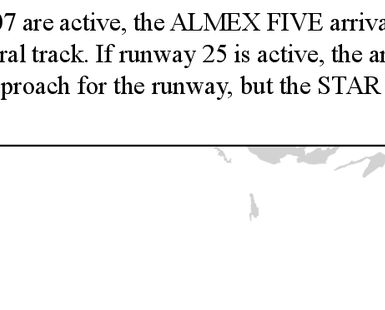 07 are active, the ALMEX FIVE arriva
ral track. If runway 25 is active, the ar
proach for the runway, but the STAR